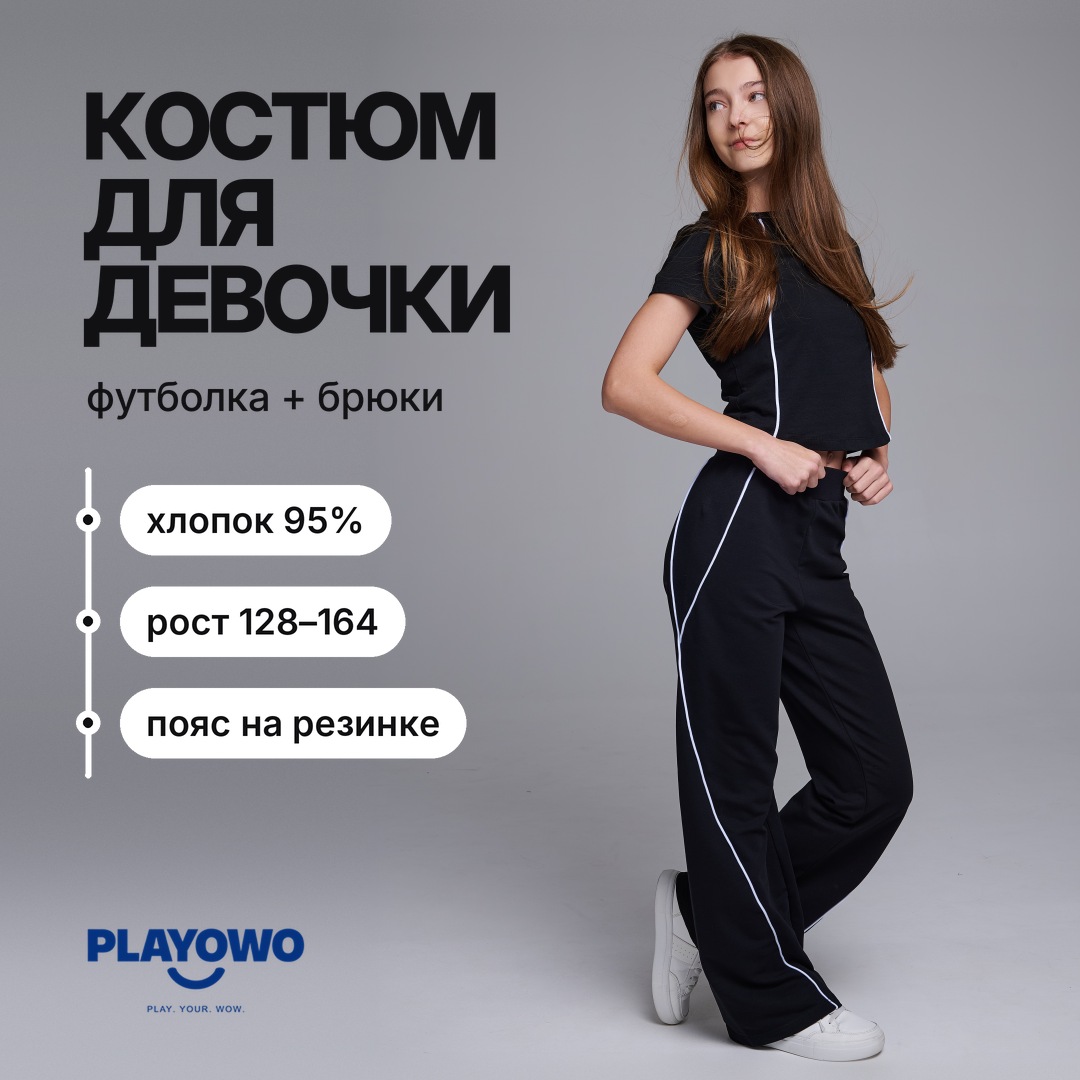 КОСТЮМ
ДЛЯ
ДЕВОЧКИ
футболка + брюки
хлопок 95%
рост 128–164
пояс на резинке
PLAYOWO
PLAY. YOUR. WOW.